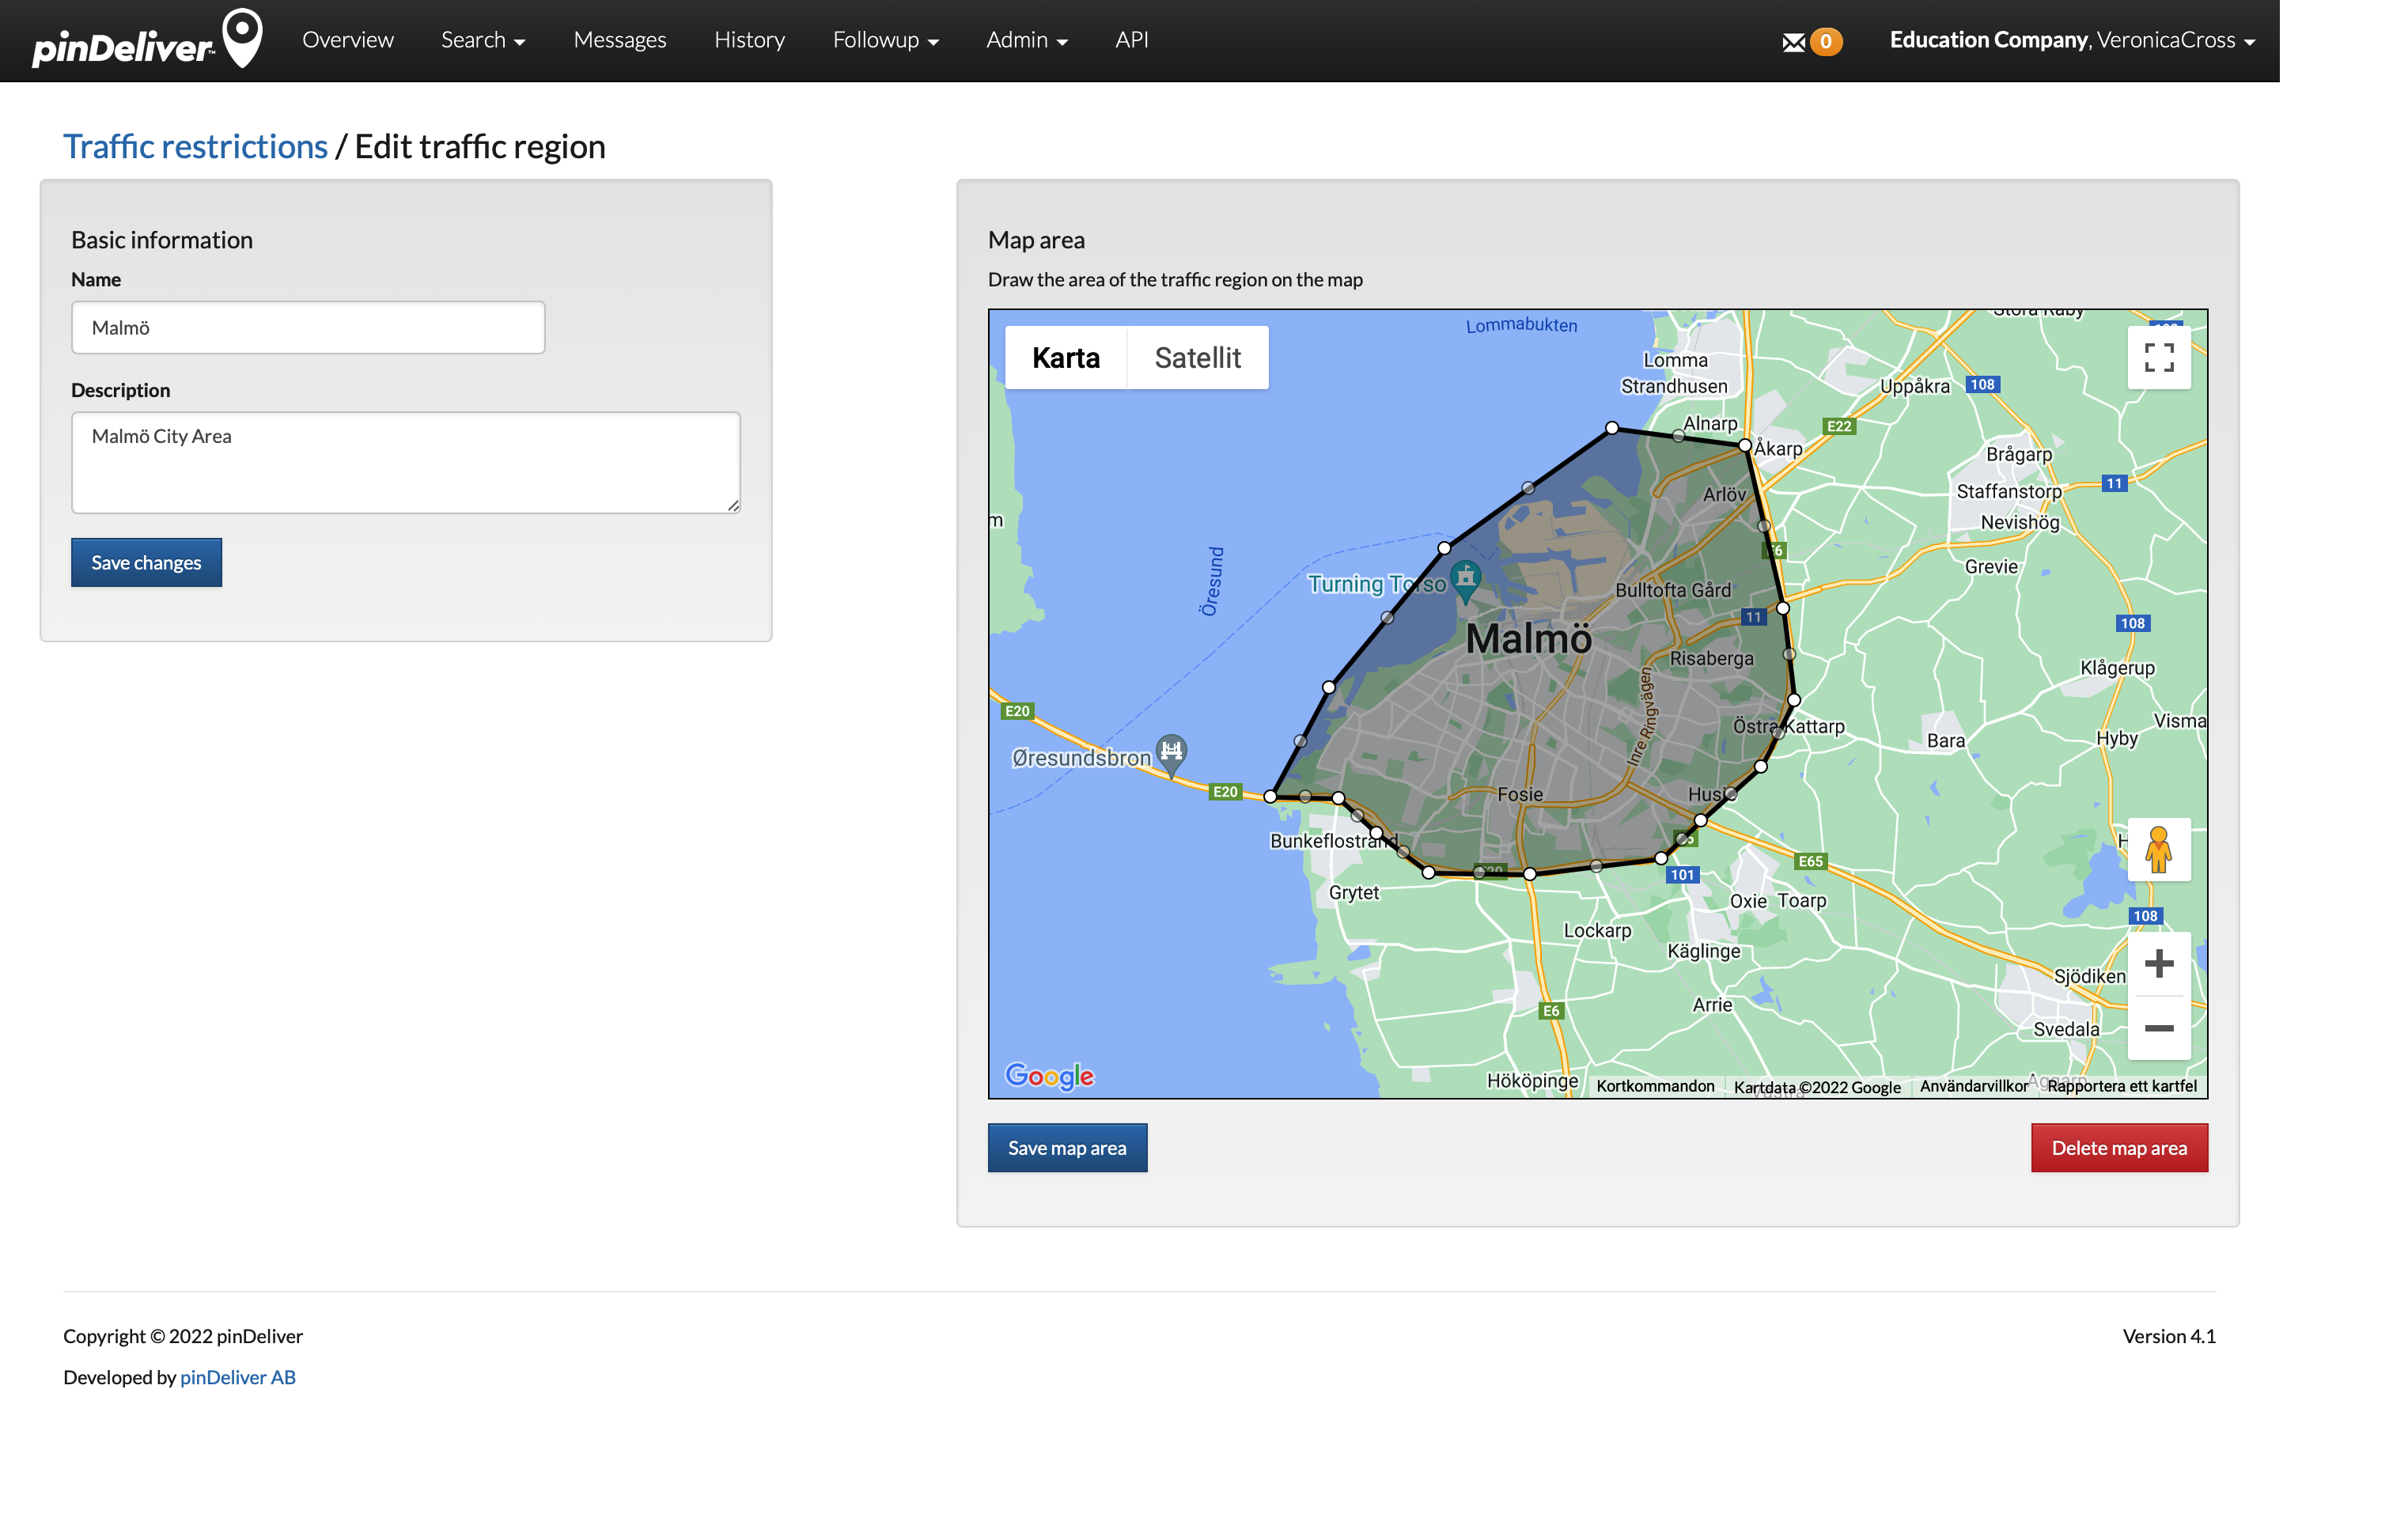 pinDeliver™
Overview
Search
Messages
History
Followup
Admin
API
0
Education Company, VeronicaCross
Traffic restrictions / Edit traffic region
Basic information
Name
Malmö
Description
Malmö City Area
Save changes
Map area
Draw the area of the traffic region on the map
Karta
Satellit
Lommabukten
Lomma
Strandhusen
Uppåkra
108
Alnarp
E22
Åkarp
Brågarp
11
Arlöv
Staffanstorp
Nevishög
m
E6
Grevie
Öresund
Turning Torso
Bulltofta Gård
11
108
Malmö
Risaberga
Klågerup
Inre Ringvägen
E20
Östra Kattarp
Visma
Bara
Hyby
Øresundsbron
E20
Fosie
Husie
Bunkeflostrand
E65
E20
101
Grytet
Oxie
Toarp
108
Lockarp
Käglinge
Sjödiken
Arrie
E6
Svedala
Google
Hököpinge
Kortkommandon
Kartdata ©2022 Google
Användarvillkor
Rapportera ett kartfel
Save map area
Delete map area
Copyright © 2022 pinDeliver
Version 4.1
Developed by pinDeliver AB